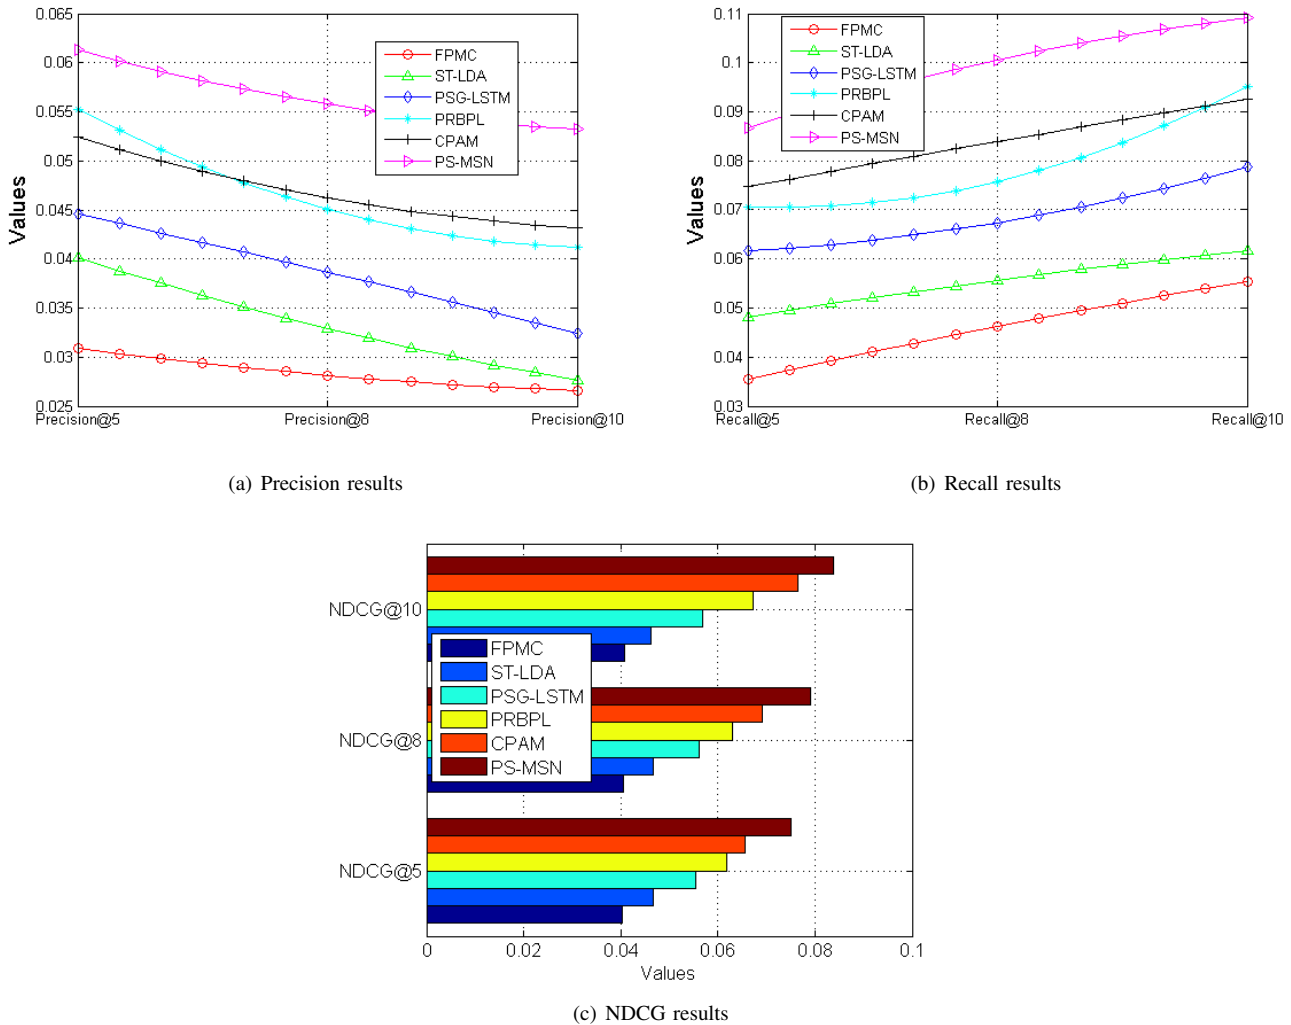 0.065
0.06
0.055
0.05
0.045
0.04
0.035
0.03
0.025
Values
Precision@5
Precision@8
Precision@10
FPMC
ST-LDA
PSG-LSTM
PRBPL
CPAM
PS-MSN
(a) Precision results
0.11
0.1
0.09
0.08
0.07
0.06
0.05
0.04
0.03
Values
Recall@5
Recall@8
Recall@10
FPMC
ST-LDA
PSG-LSTM
PRBPL
CPAM
PS-MSN
(b) Recall results
NDCG@10
NDCG@8
NDCG@5
FPMC
ST-LDA
PSG-LSTM
PRBPL
CPAM
PS-MSN
0
0.02
0.04
0.06
0.08
0.1
Values
(c) NDCG results